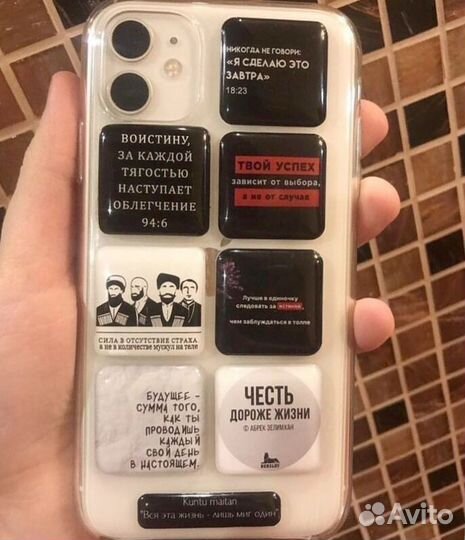 НИКОГДА НЕ ГОВОРИ:
«Я СДЕЛАЮ ЭТО
ЗАВТРА»
18:23
ВОИСТИНУ,
ЗА КАЖДОЙ
ТЯГОСТЬЮ
НАСТУПАЕТ
ОБЛЕГЧЕНИЕ
94:6
ТВОЙ УСПЕХ
зависит от выбора,
а не от случая
СИЛА В ОТСУТСТВИЕ СТРАХА
а не в количестве мускул на теле
Лучше в одиночку
следовать за истиной,
чем заблуждаться в толпе
БУДУЩЕЕ -
СУММА ТОГО,
КАК ТЫ
ПРОВОДИШЬ
КАЖДЫЙ
СВОЙ ДЕНЬ
В НАСТОЯЩЕМ.
ЧЕСТЬ
ДОРОЖЕ ЖИЗНИ
© АБРЕК ЗЕЛИМХАН
Kuntu maitan
"Вся эта жизнь - лишь миг один"
Avito